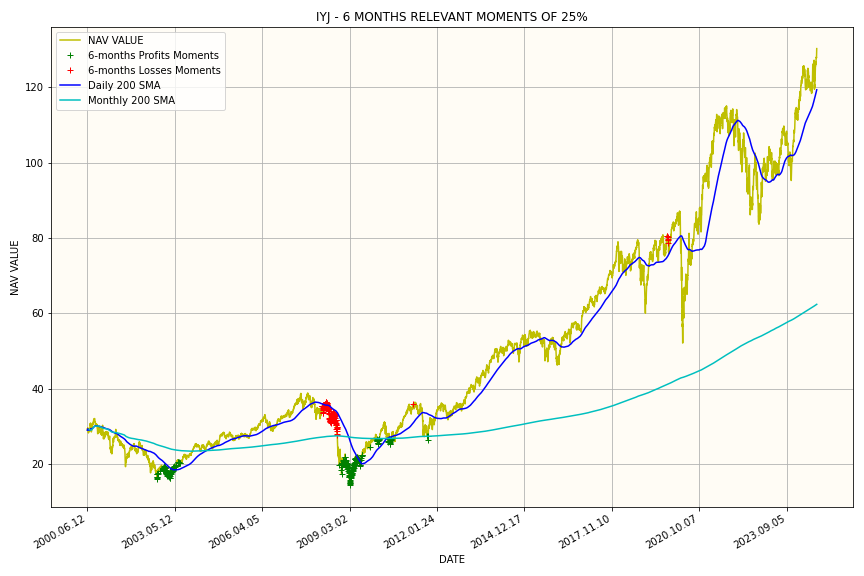 IYJ - 6 MONTHS RELEVANT MOMENTS OF 25%
NAV VALUE
6-months Profits Moments
6-months Losses Moments
Daily 200 SMA
Monthly 200 SMA
120
100
80
60
40
20
NAV VALUE
2000.06.12
2003.05.12
2006.04.05
2009.03.02
2012.01.24
2014.12.17
2017.11.10
2020.10.07
2023.09.05
DATE